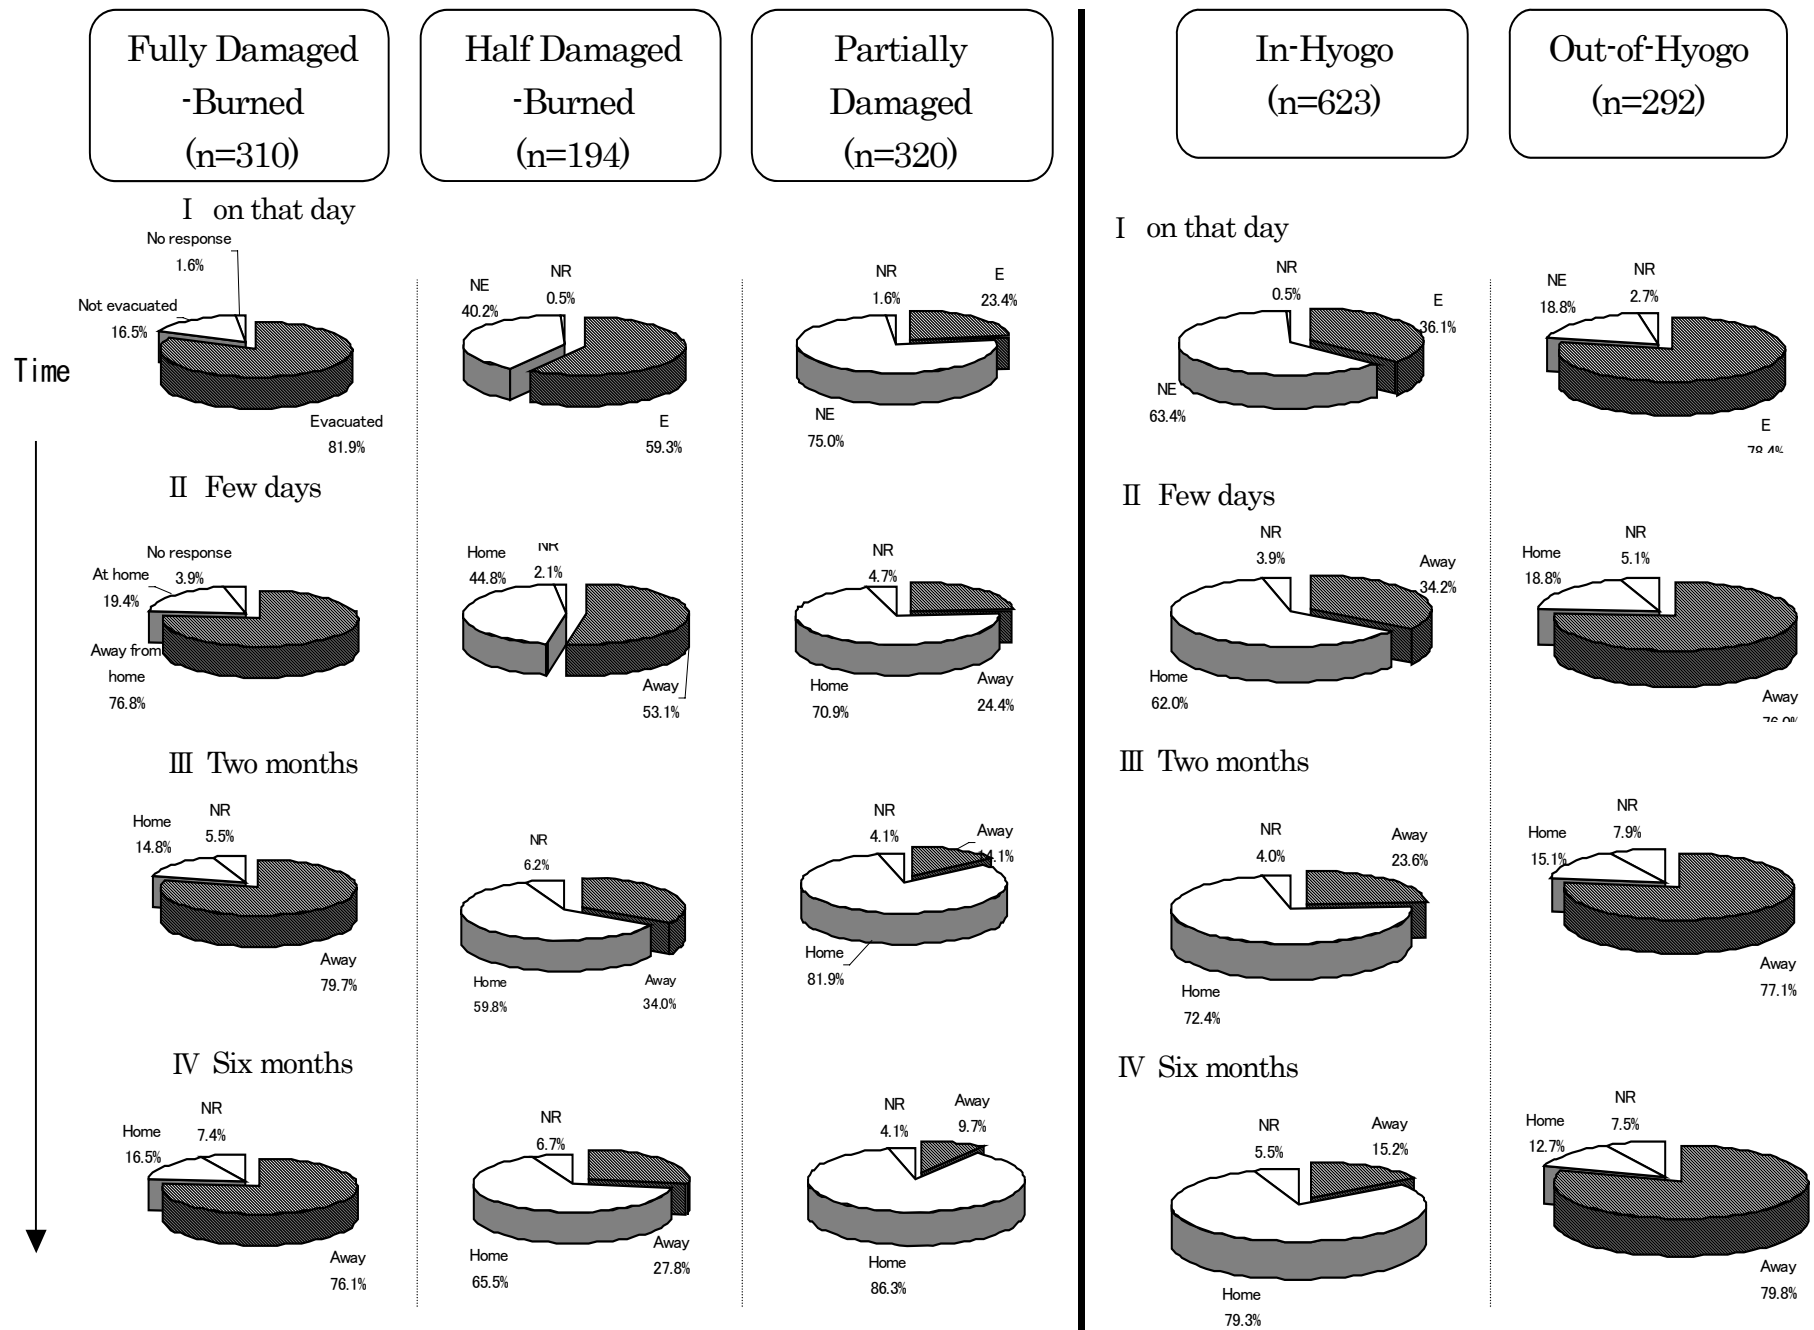 Fully Damaged
-Burned
(n=310)
Half Damaged
-Burned
(n=194)
Partially
Damaged
(n=320)
In-Hyogo
(n=623)
Out-of-Hyogo
(n=292)
Time
Ⅰ on that day
No response
1.6%
Not evacuated
16.5%
Evacuated
81.9%
NE
40.2%
NR
0.5%
E
59.3%
NR
1.6%
E
23.4%
NE
75.0%
Ⅰ on that day
NR
0.5%
E
36.1%
NE
63.4%
NE
18.8%
NR
2.7%
E
78.4%
Ⅱ Few days
No response
3.9%
At home
19.4%
Away from
home
76.8%
Home
44.8%
NR
2.1%
Away
53.1%
NR
4.7%
Home
70.9%
Away
24.4%
Ⅱ Few days
NR
3.9%
Away
34.2%
Home
62.0%
Home
18.8%
NR
5.1%
Away
76.0%
Ⅲ Two months
Home
14.8%
NR
5.5%
Away
79.7%
NR
6.2%
Home
59.8%
Away
34.0%
NR
4.1%
Away
14.1%
Home
81.9%
Ⅲ Two months
NR
4.0%
Away
23.6%
Home
72.4%
Home
15.1%
NR
7.9%
Away
77.1%
Ⅳ Six months
Home
16.5%
NR
7.4%
Away
76.1%
NR
6.7%
Home
65.5%
Away
27.8%
NR
4.1%
Away
9.7%
Home
86.3%
Ⅳ Six months
NR
5.5%
Away
15.2%
Home
79.3%
Home
12.7%
NR
7.5%
Away
79.8%